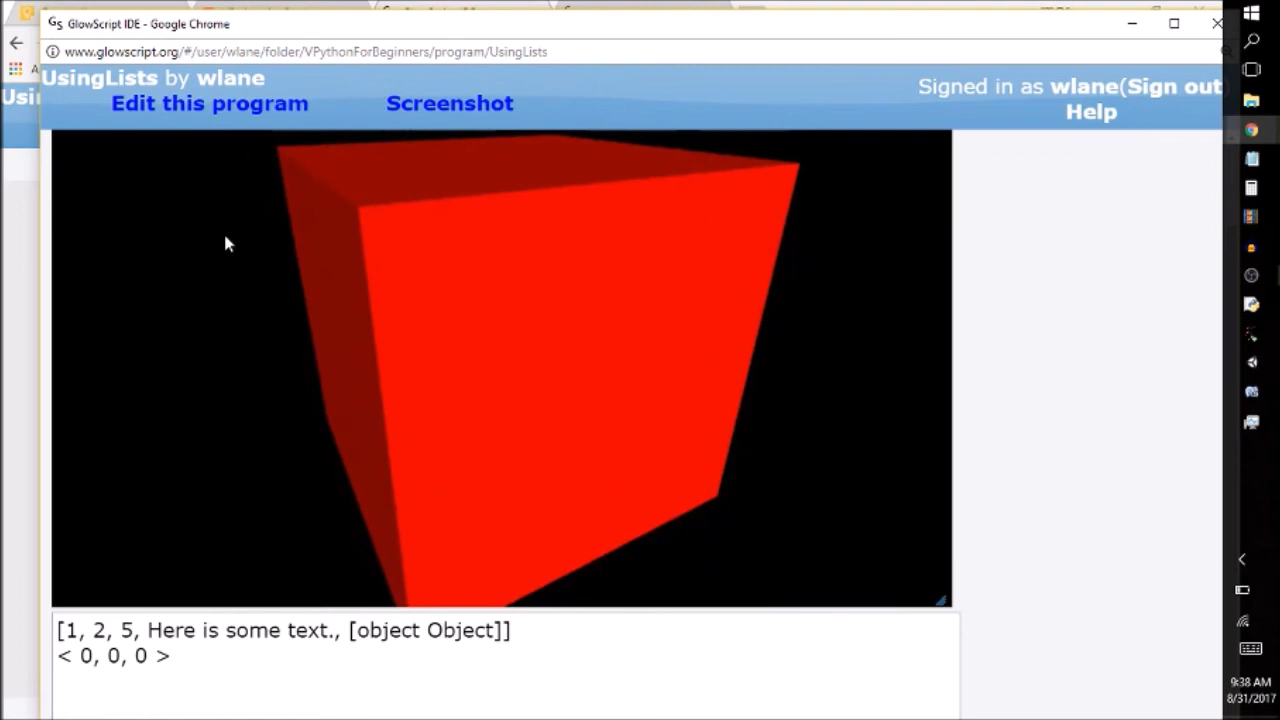 GlowScript IDE - Google Chrome
www.glowscript.org/#/user/wlane/folder/VPythonForBeginners/program/UsingLists
UsingLists by wlane
Signed in as wlane(Sign out
Edit this program Screenshot
Help
[1, 2, 5, Here is some text., [object Object]]
< 0, 0, 0 >
9:38 AM
8/31/2017